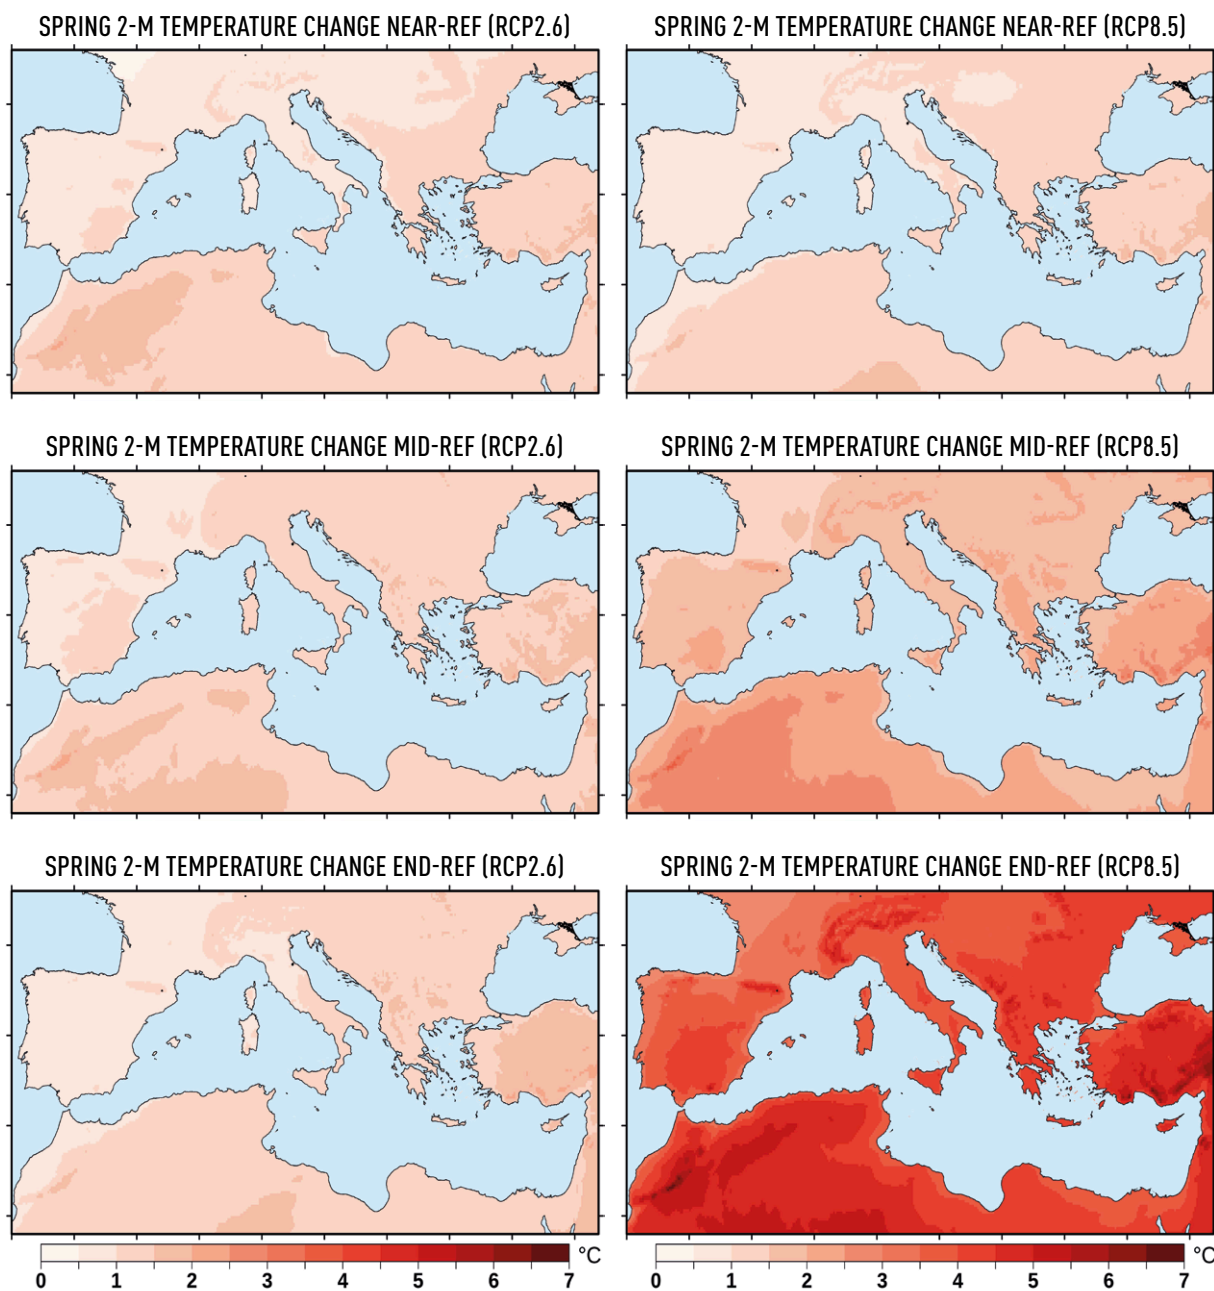 SPRING 2-M TEMPERATURE CHANGE NEAR-REF (RCP2.6)
SPRING 2-M TEMPERATURE CHANGE NEAR-REF (RCP8.5)
SPRING 2-M TEMPERATURE CHANGE MID-REF (RCP2.6)
SPRING 2-M TEMPERATURE CHANGE MID-REF (RCP8.5)
SPRING 2-M TEMPERATURE CHANGE END-REF (RCP2.6)
SPRING 2-M TEMPERATURE CHANGE END-REF (RCP8.5)
°C
0 1 2 3 4 5 6 7
°C
0 1 2 3 4 5 6 7